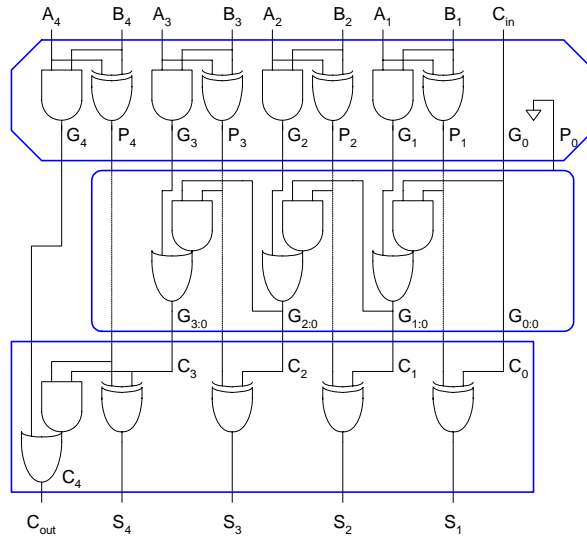 A4 B4 A3 B3 A2 B2 A1 B1 Cin
G4 P4 G3 P3 G2 P2 G1 P1 G0 P0
G3:0 G2:0 G1:0 G0:0
C3 C2 C1 C0
C4
Cout S4 S3 S2 S1